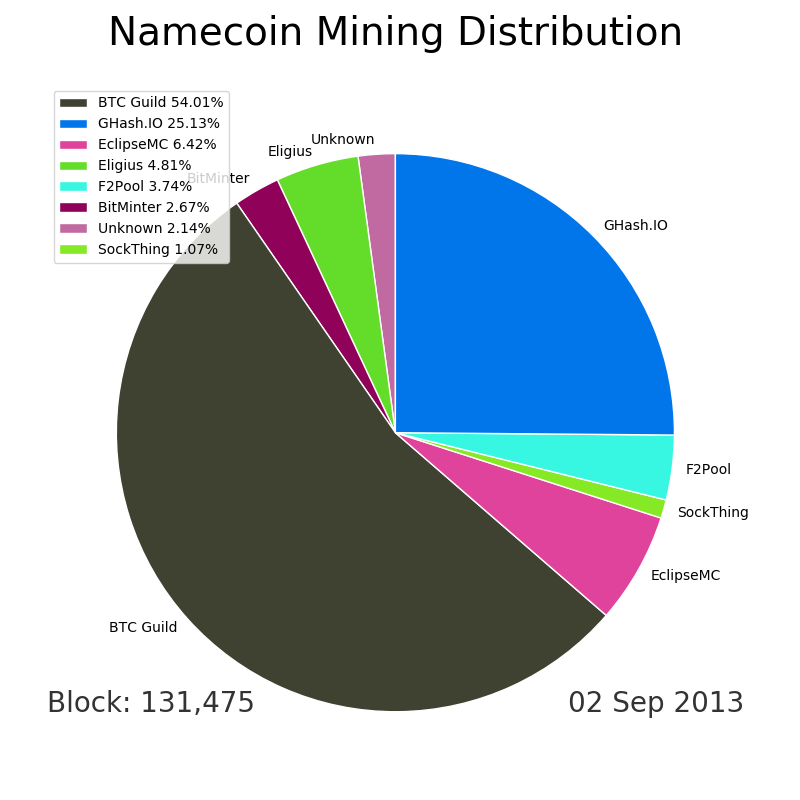 Namecoin Mining Distribution
BTC Guild 54.01%
GHash.IO 25.13%
EclipseMC 6.42%
Eligius 4.81%
F2Pool 3.74%
BitMinter 2.67%
Unknown 2.14%
SockThing 1.07%
Unknown
Eligius
BitMinter
GHash.IO
F2Pool
SockThing
EclipseMC
BTC Guild
Block: 131,475
02 Sep 2013